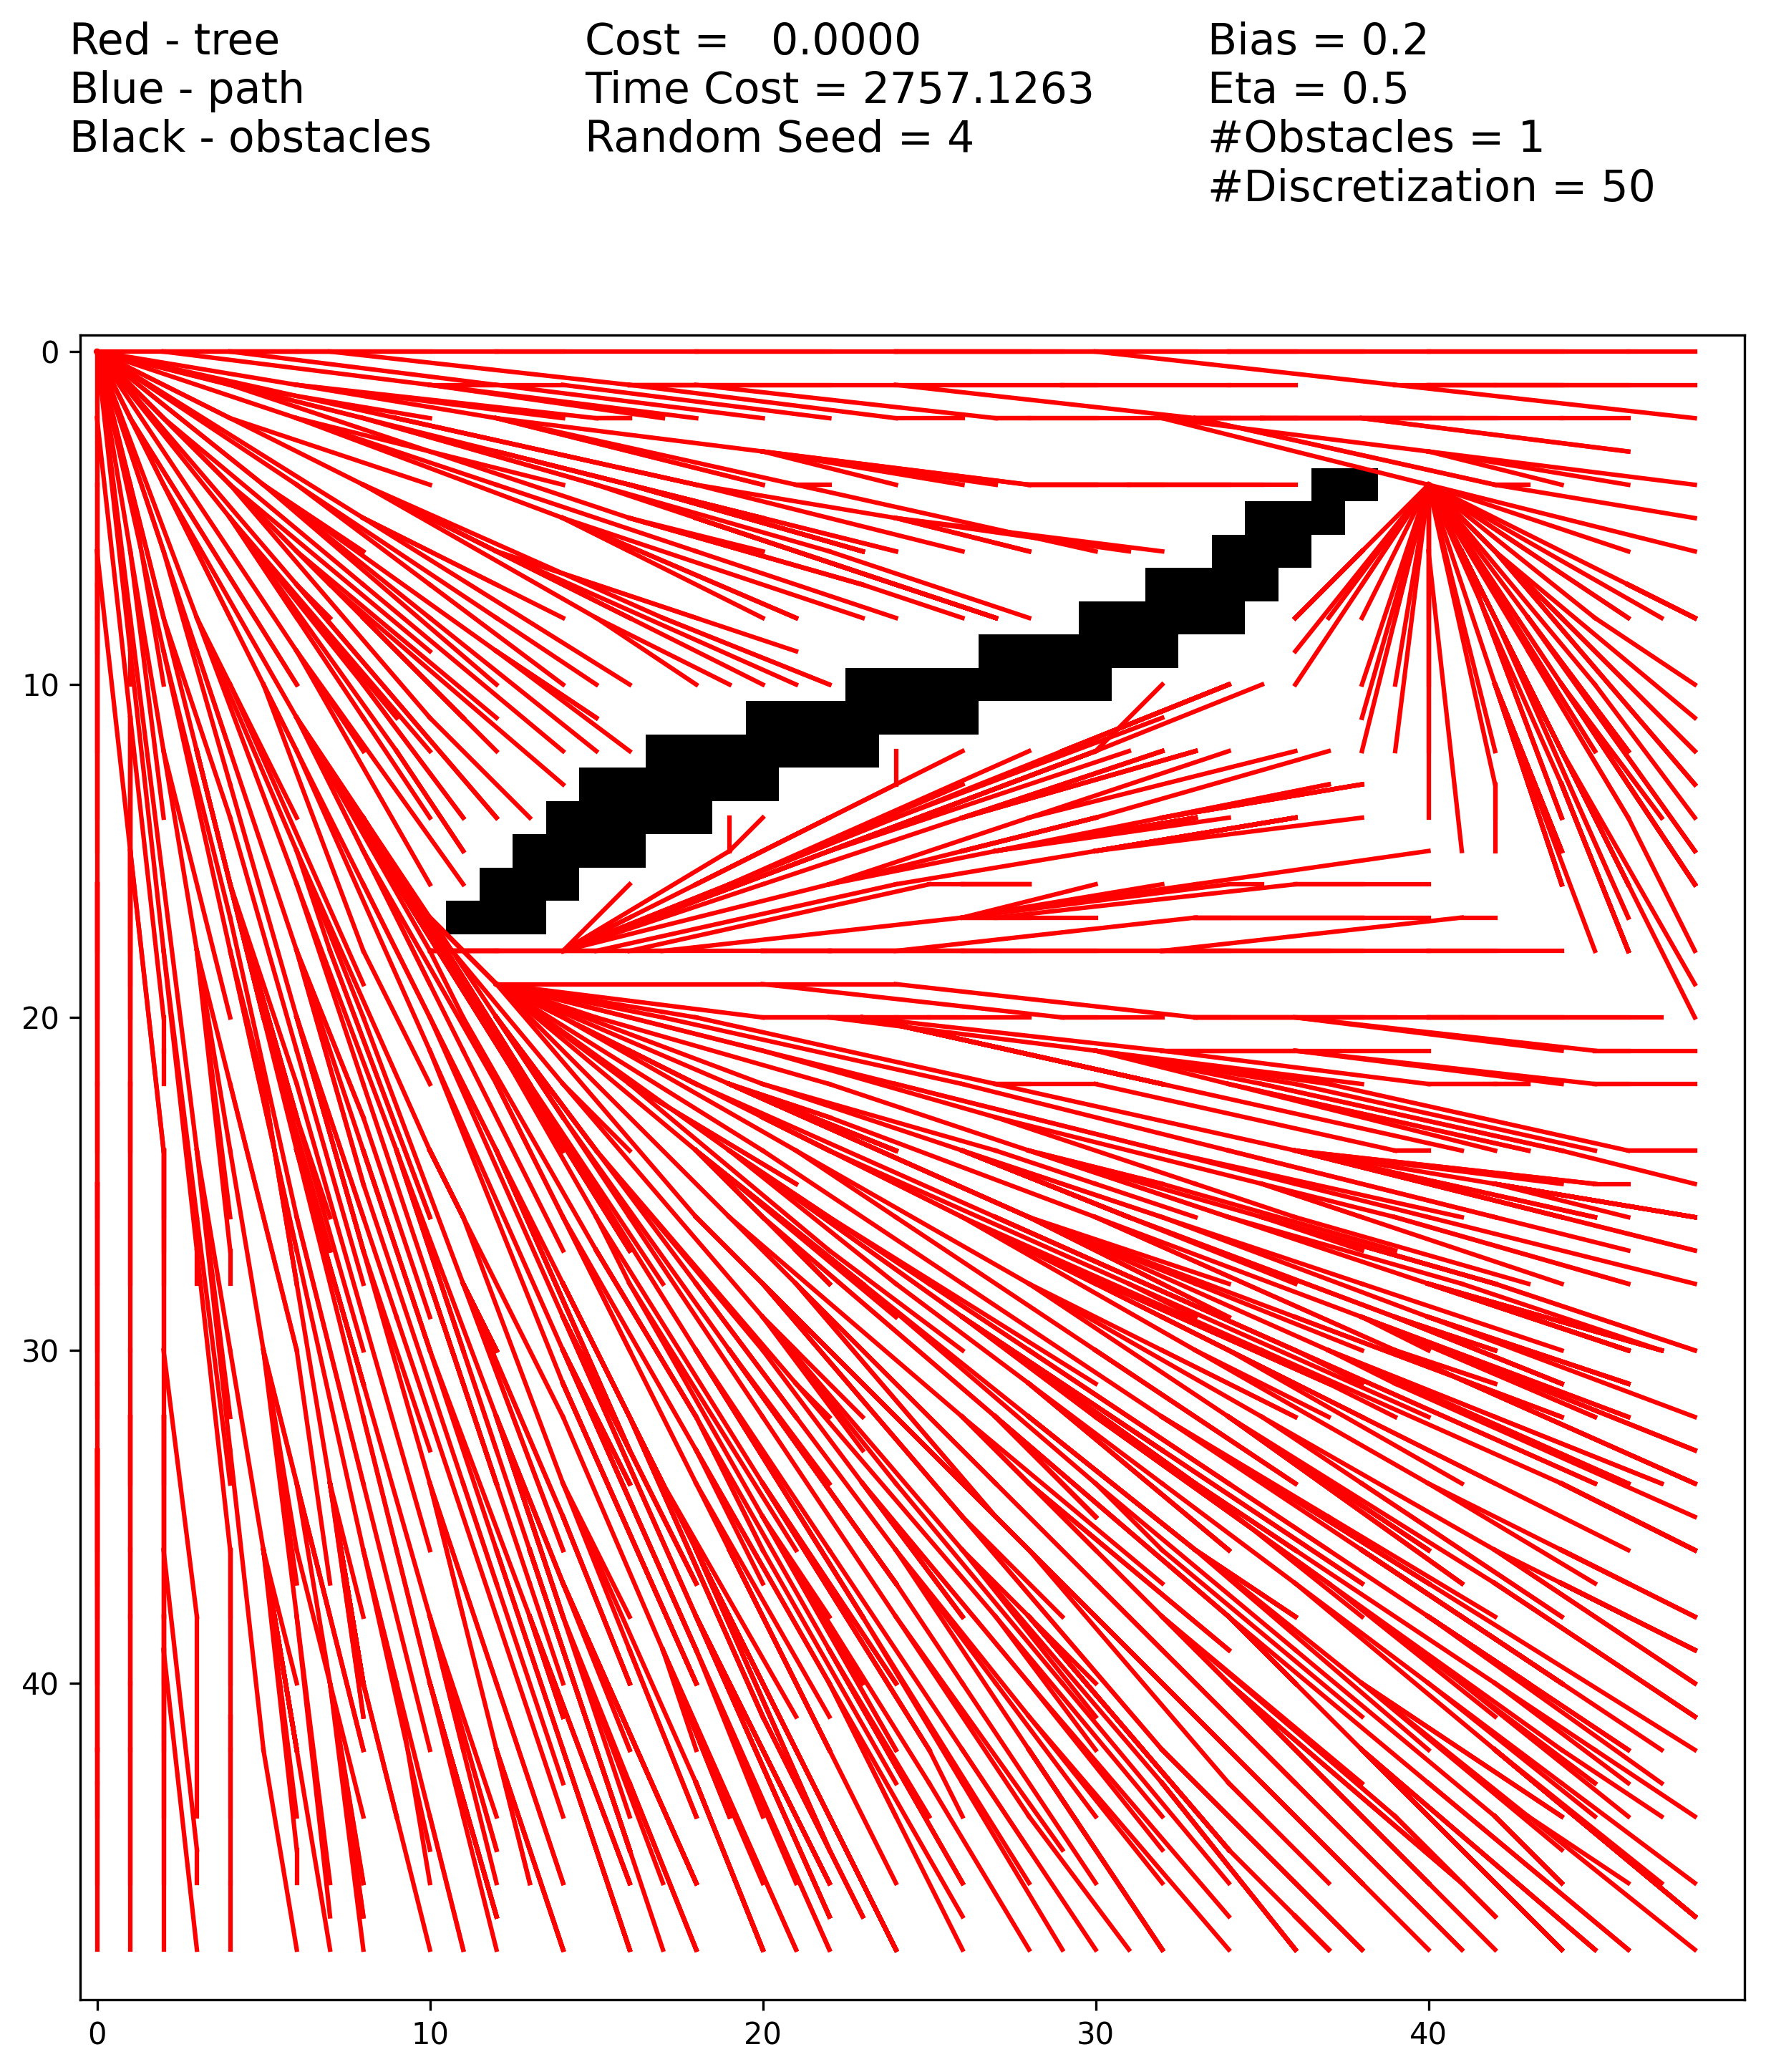 Red - tree
Blue - path
Black - obstacles
Cost =   0.0000
Time Cost = 2757.1263
Random Seed = 4
Bias = 0.2
Eta = 0.5
#Obstacles = 1
#Discretization = 50
0
10
20
30
40
0 10 20 30 40